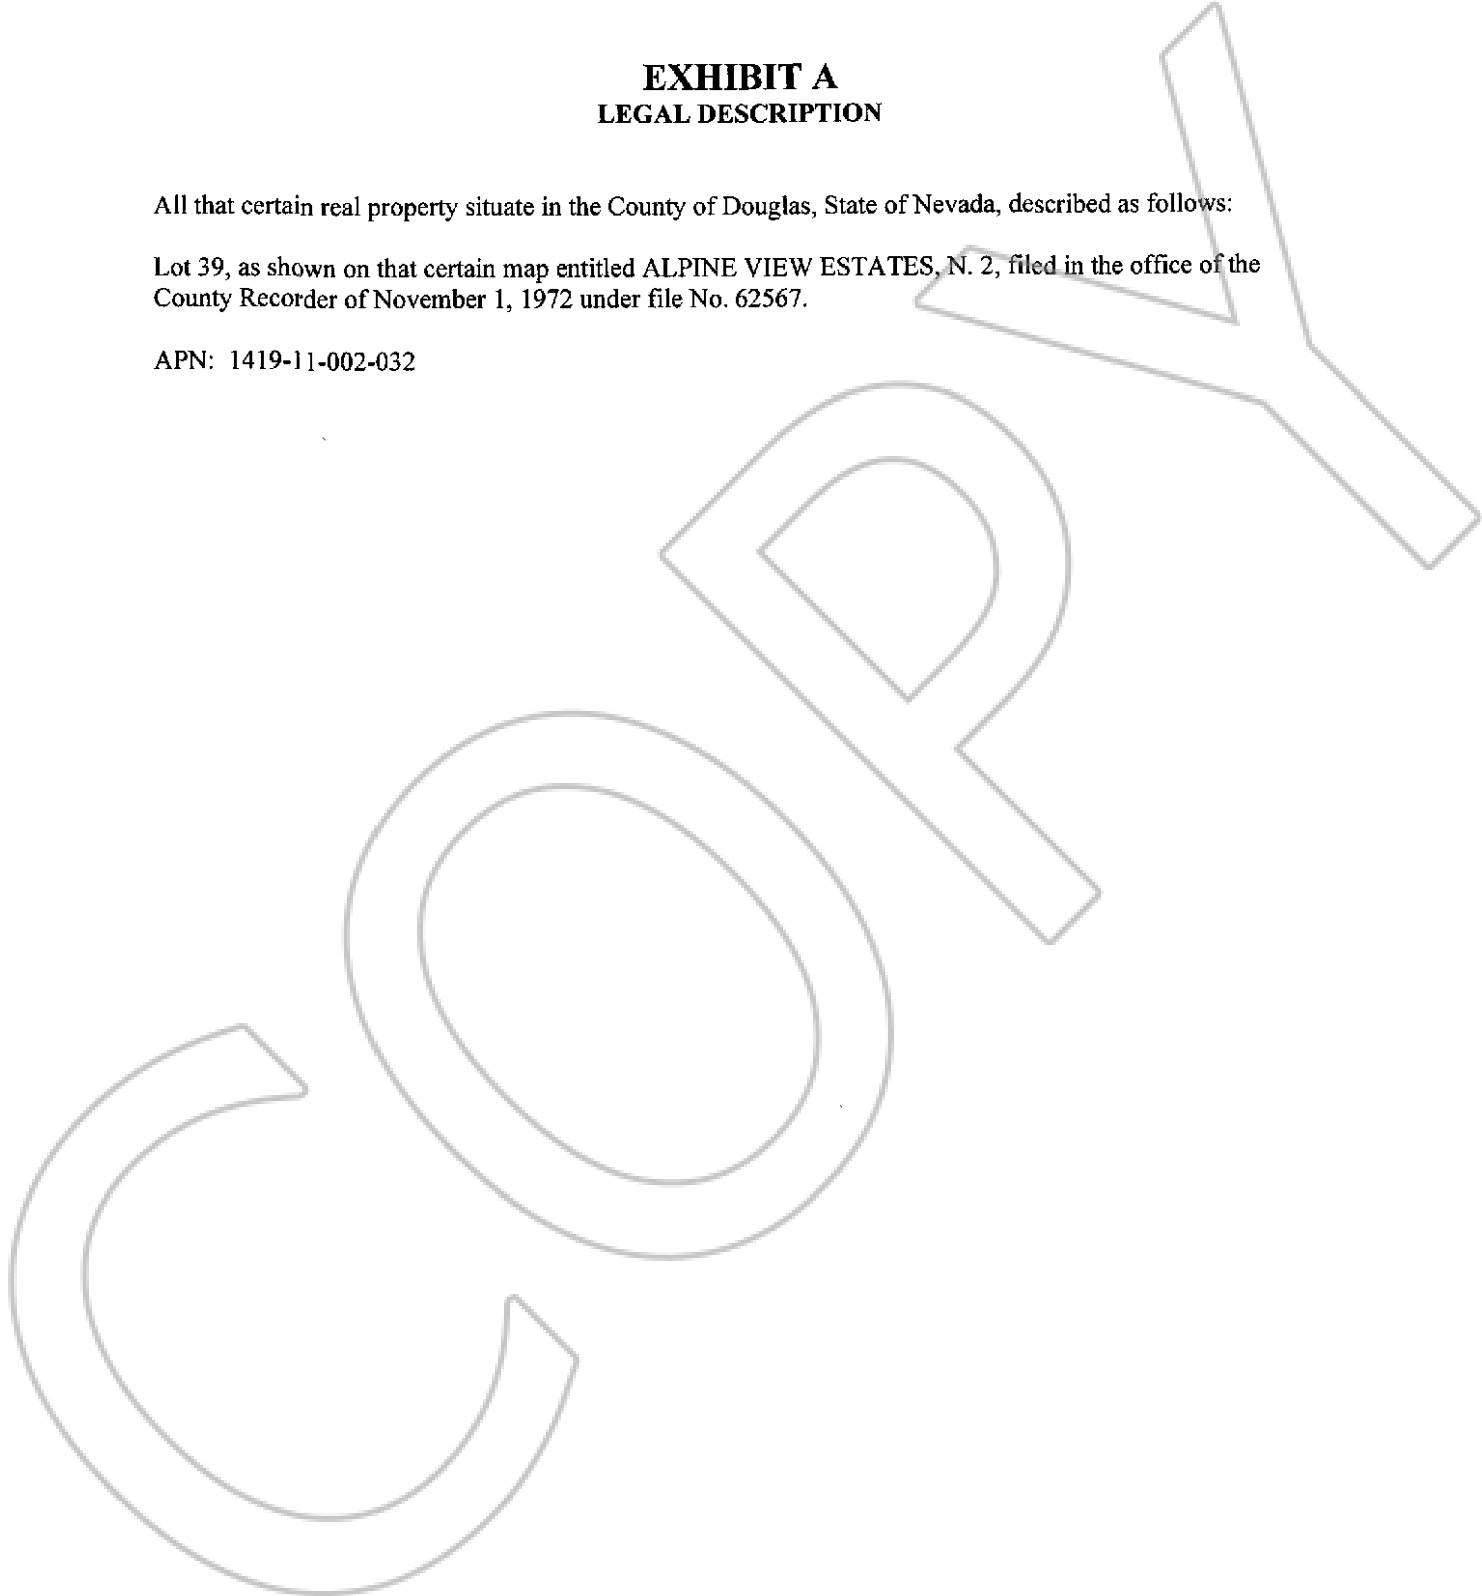 EXHIBIT A
LEGAL DESCRIPTION
All that certain real property situate in the County of Douglas, State of Nevada, described as follows:
Lot 39, as shown on that certain map entitled ALPINE VIEW ESTATES, N. 2, filed in the office of the
County Recorder of November 1, 1972 under file No. 62567.
APN: 1419-11-002-032
COPY